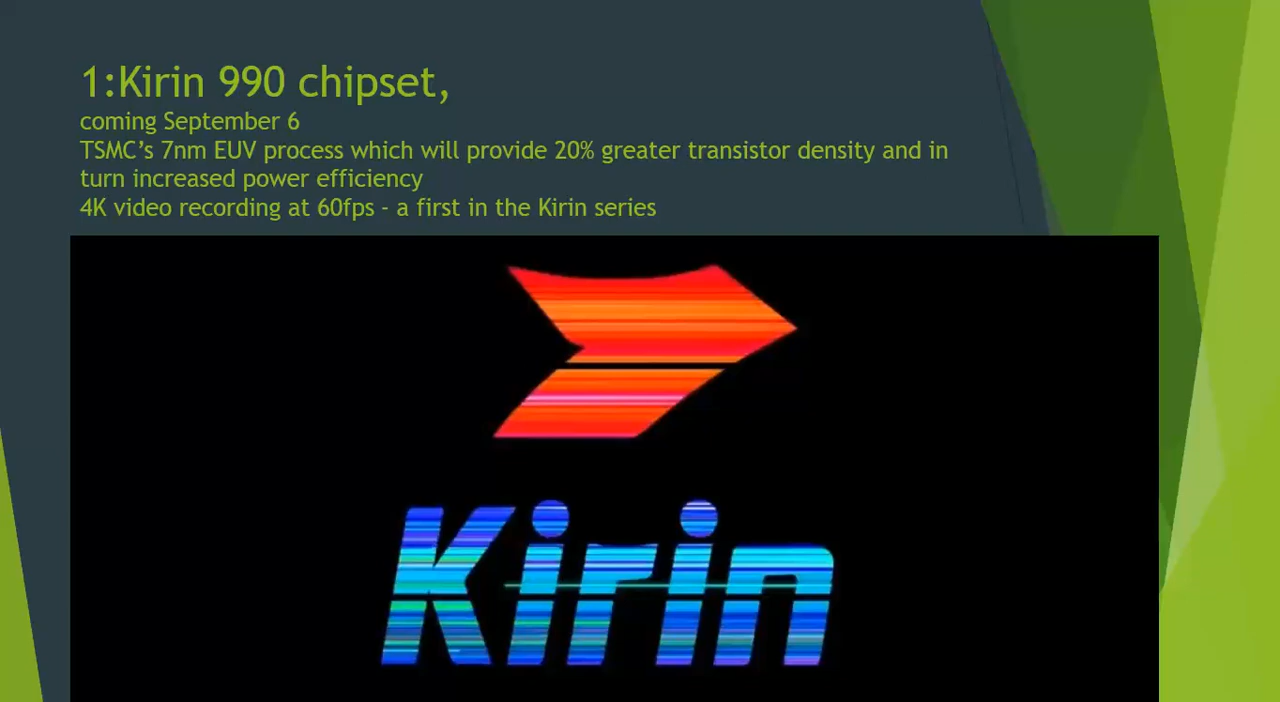 1:Kirin 990 chipset,
coming September 6
TSMC’s 7nm EUV process which will provide 20% greater transistor density and in
turn increased power efficiency
4K video recording at 60fps - a first in the Kirin series
Kirin